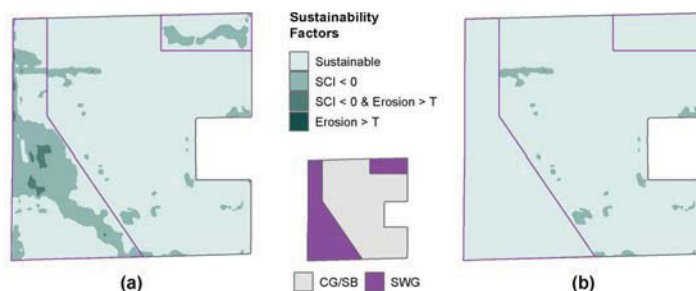 Sustainability
Factors
Sustainable
SCI < 0
SCI < 0 & Erosion > T
Erosion > T
CG/SB
SWG
(a)
(b)